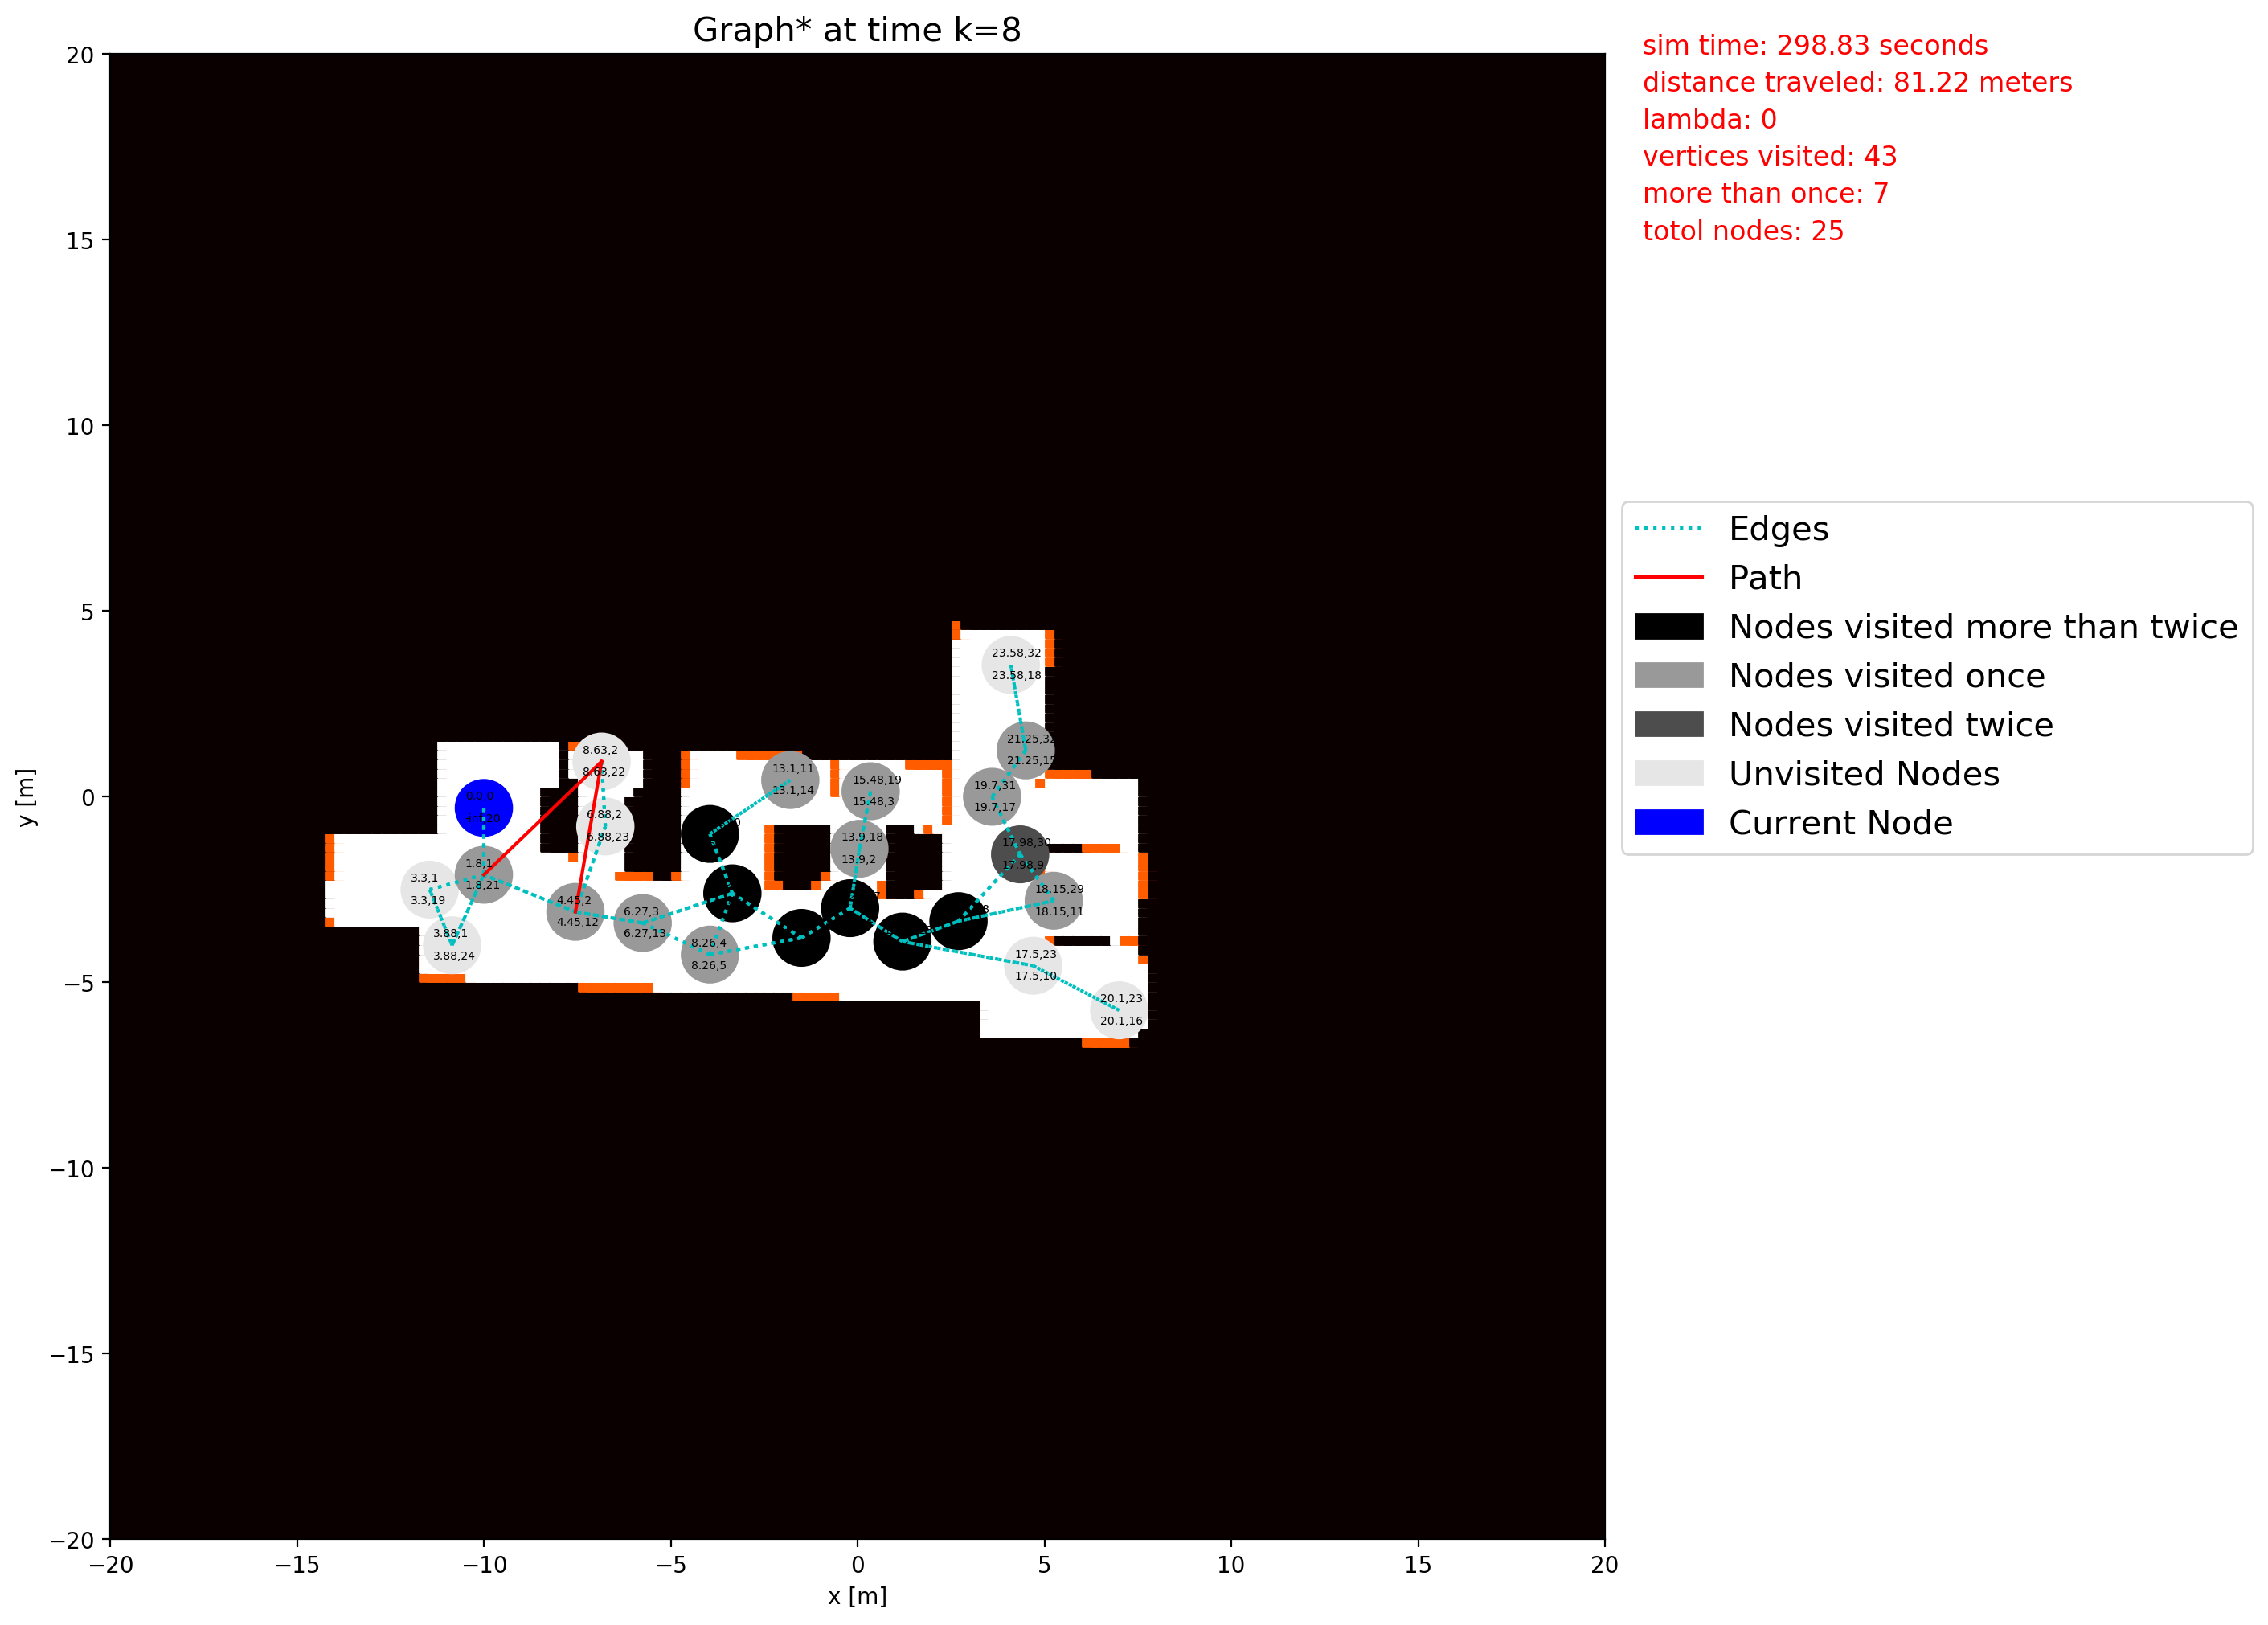 Graph* at time k=8
sim time: 298.83 seconds
distance traveled: 81.22 meters
lambda: 0
vertices visited: 43
more than once: 7
totol nodes: 25
20
15
10
5
0
−5
−10
−15
−20
y [m]
−20 −15 −10 −5 0 5 10 15 20
x [m]
Edges
Path
Nodes visited more than twice
Nodes visited once
Nodes visited twice
Unvisited Nodes
Current Node
23.58,32
23.58,18
21.25,15
8.63,2
8.63,22
13.1,11
13.1,14
15.48,19
15.48,3
19.7,31
19.7,17
0.0,0
6.88,2
6.88,23
13.9,18
13.9,2
17.98,30
17.98,9
1.8,1
1.8,21
3.3,1
3.3,19
18.15,29
18.15,11
4.45,2
4.45,12
6.27,3
6.27,13
3.88,1
3.88,24
8.26,4
8.26,5
17.5,23
17.5,10
20.1,23
20.1,16